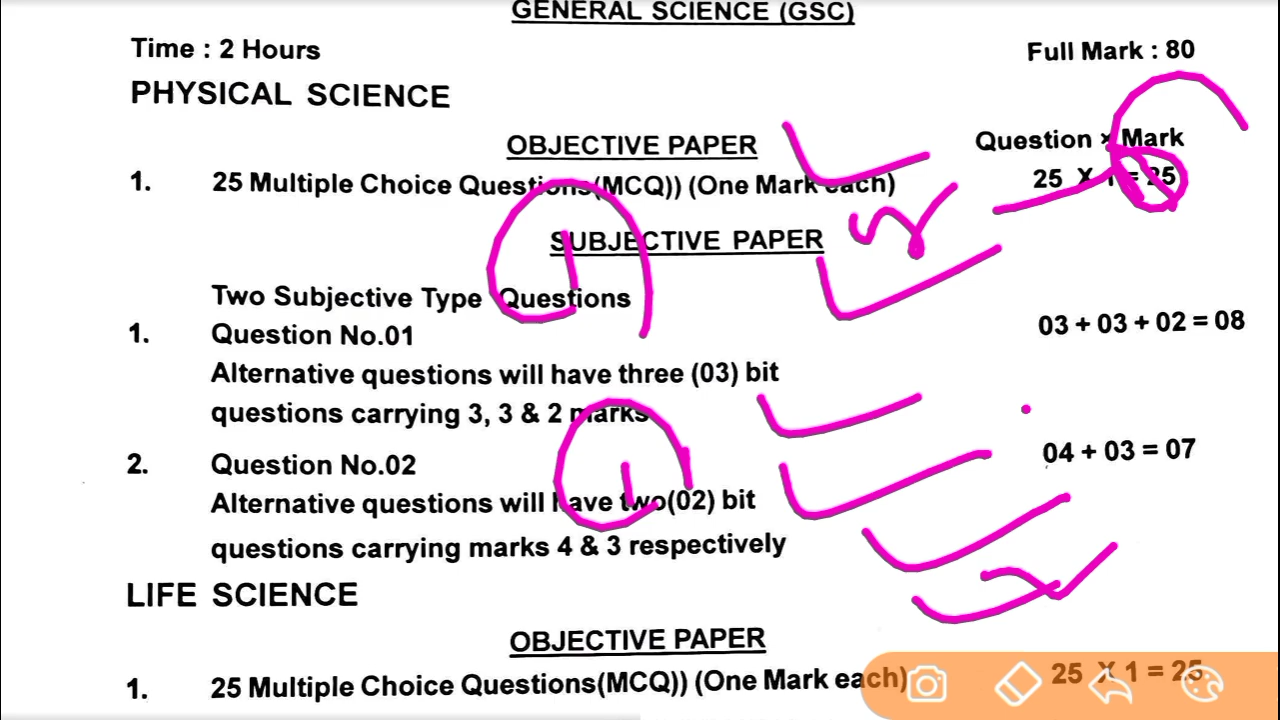 GENERAL SCIENCE (GSC)
Time : 2 Hours Full Mark : 80
PHYSICAL SCIENCE
OBJECTIVE PAPER Question × Mark
1. 25 Multiple Choice Questions(MCQ)) (One Mark each) 25 X 1 = 25
SUBJECTIVE PAPER
Two Subjective Type Questions
1. Question No.01 03 + 03 + 02 = 08
Alternative questions will have three (03) bit
questions carrying 3, 3 & 2 marks
2. Question No.02 04 + 03 = 07
Alternative questions will have two(02) bit
questions carrying marks 4 & 3 respectively
LIFE SCIENCE
OBJECTIVE PAPER
1. 25 Multiple Choice Questions(MCQ)) (One Mark each) 25 X 1 = 25